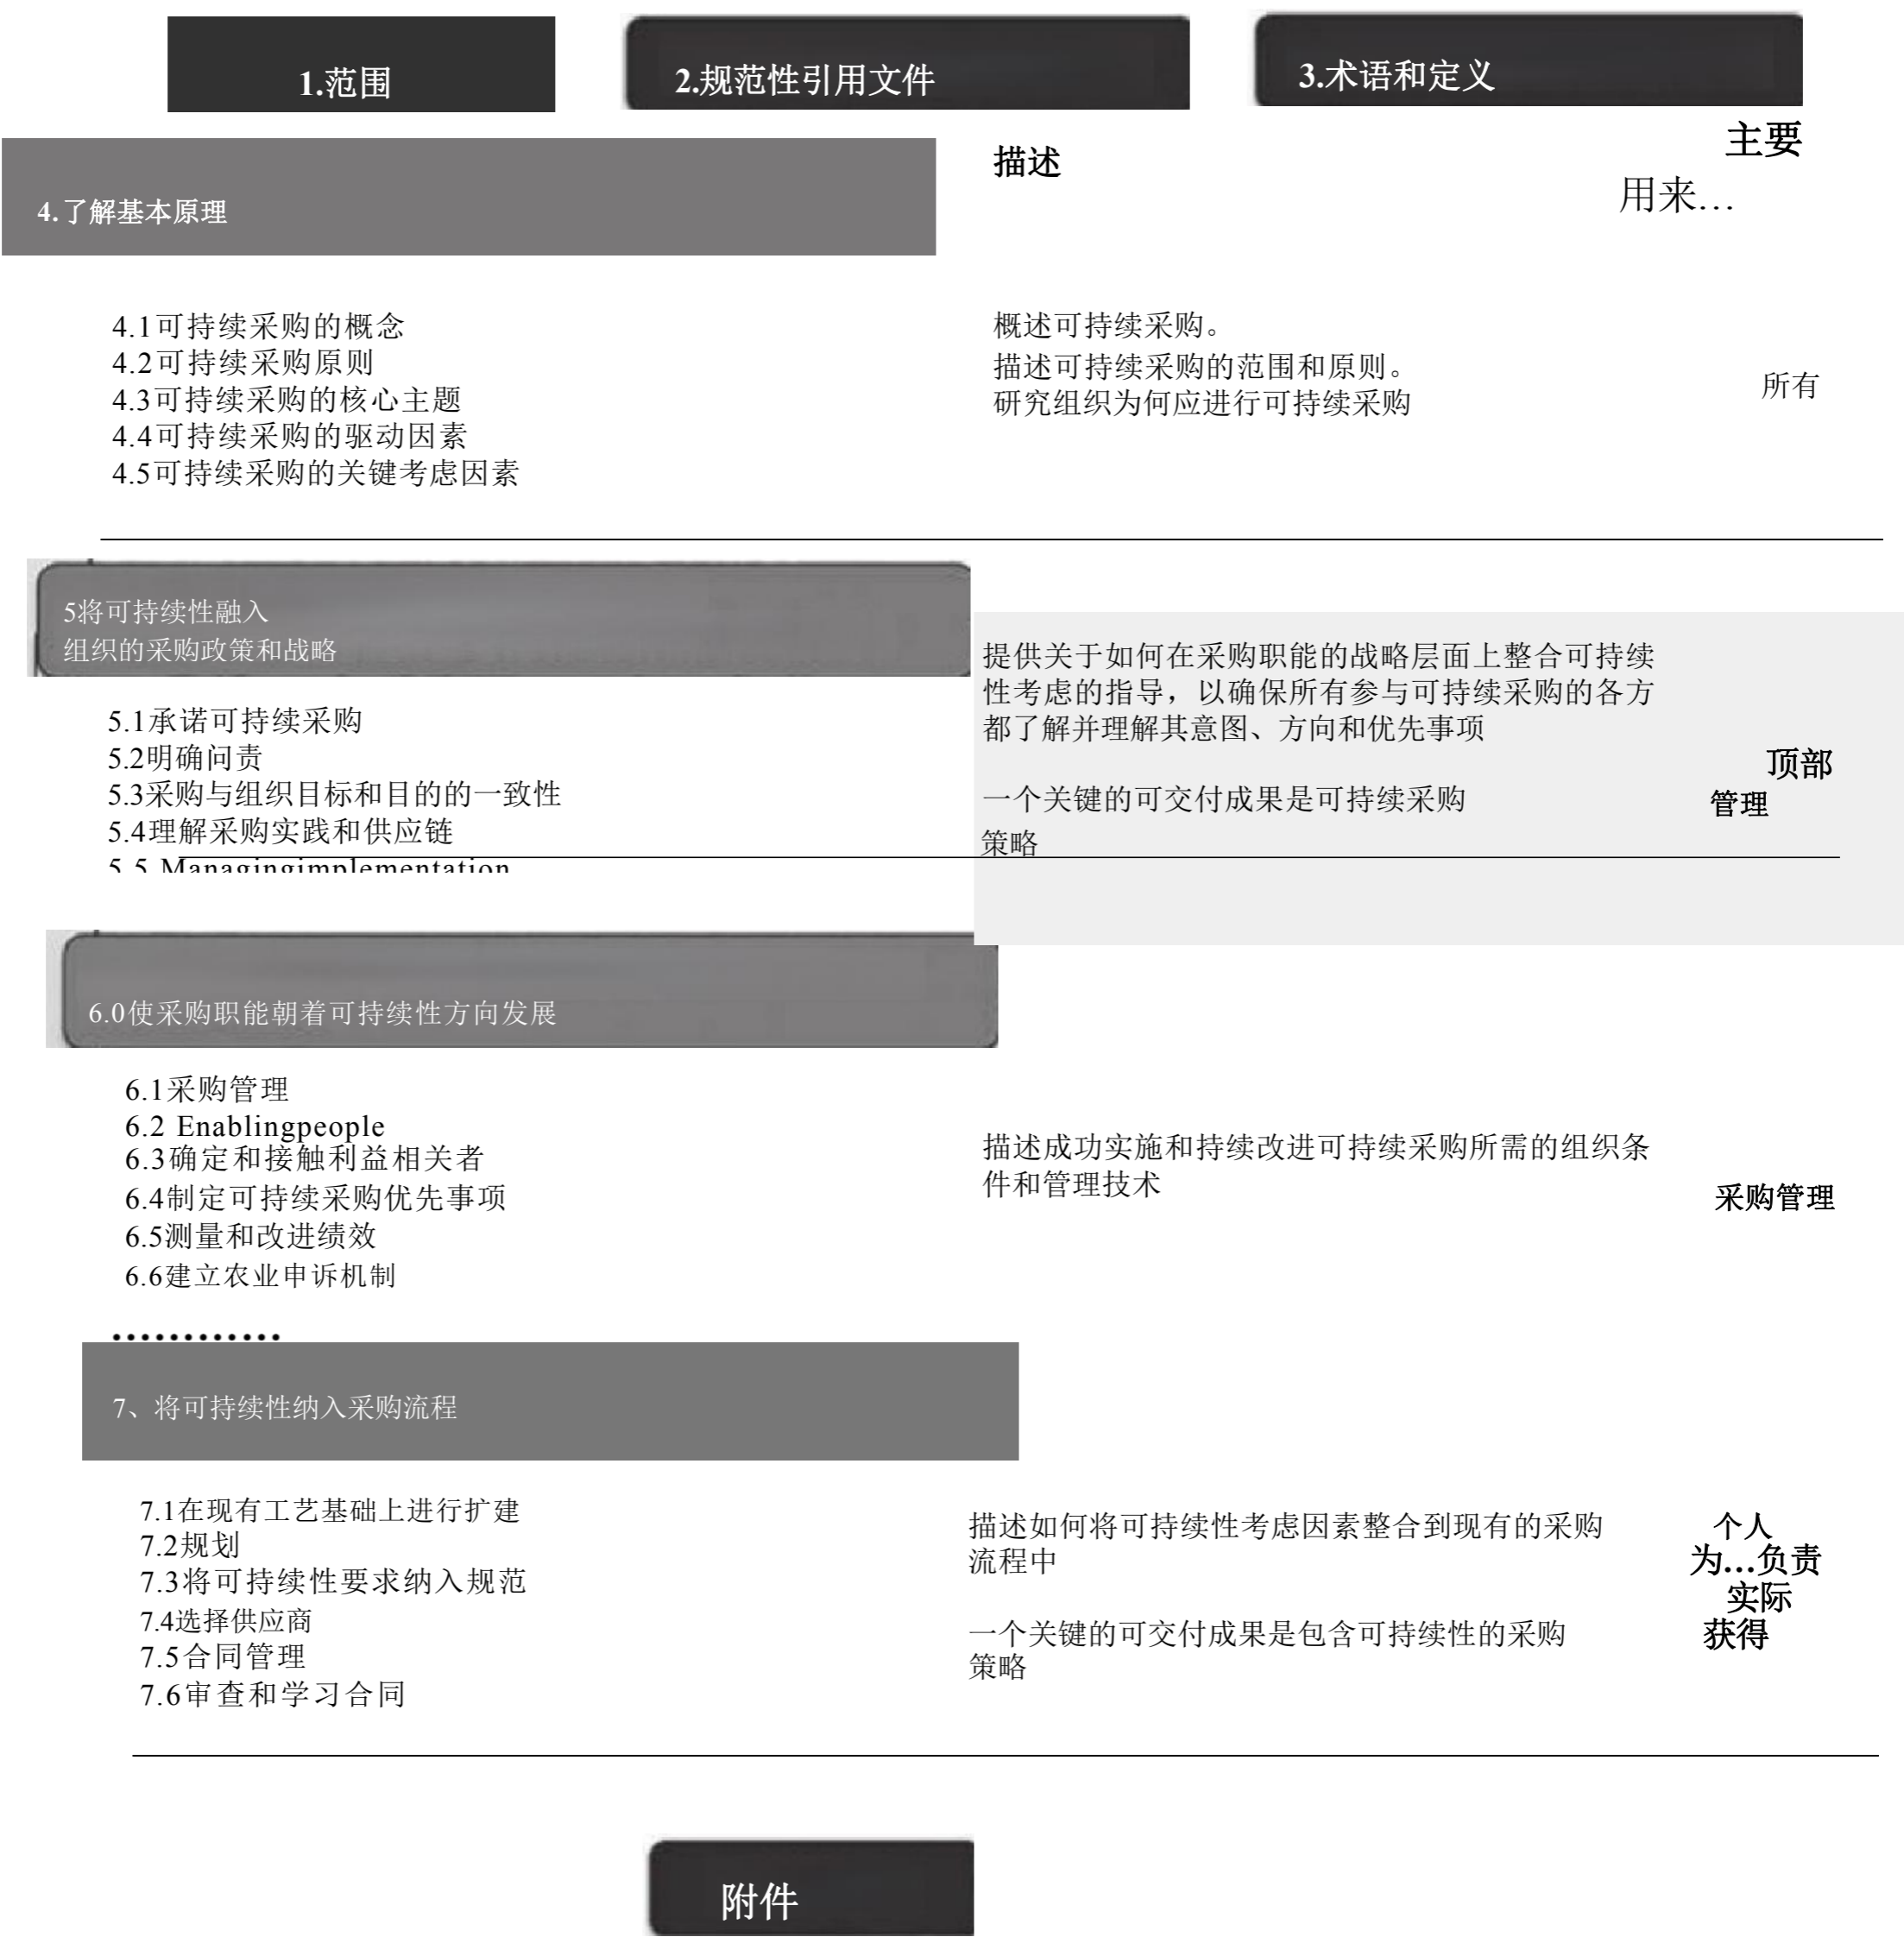 1.范围
2.规范性引用文件
3.术语和定义
主要
描述
用来...
4.了解基本原理
4.1可持续采购的概念
4.2可持续采购原则
4.3可持续采购的核心主题
4.4可持续采购的驱动因素
4.5可持续采购的关键考虑因素
概述可持续采购。
描述可持续采购的范围和原则。
研究组织为何应进行可持续采购
所有
5将可持续性融入
组织的采购政策和战略
5.1承诺可持续采购
5.2明确问责
5.3采购与组织目标和目的的一致性
5.4理解采购实践和供应链
5.5 Managingimplementation
提供关于如何在采购职能的战略层面上整合可持续
性考虑的指导，以确保所有参与可持续采购的各方
都了解并理解其意图、方向和优先事项
一个关键的可交付成果是可持续采购
策略
顶部
管理
6.0使采购职能朝着可持续性方向发展
6.1采购管理
6.2 Enablingpeople
6.3确定和接触利益相关者
6.4制定可持续采购优先事项
6.5测量和改进绩效
6.6建立农业申诉机制
描述成功实施和持续改进可持续采购所需的组织条
件和管理技术
采购管理
••••••••••••
7、将可持续性纳入采购流程
7.1在现有工艺基础上进行扩建
7.2规划
7.3将可持续性要求纳入规范
7.4选择供应商
7.5合同管理
7.6审查和学习合同
描述如何将可持续性考虑因素整合到现有的采购
流程中
一个关键的可交付成果是包含可持续性的采购
策略
个人
为...负责
实际
获得
附件